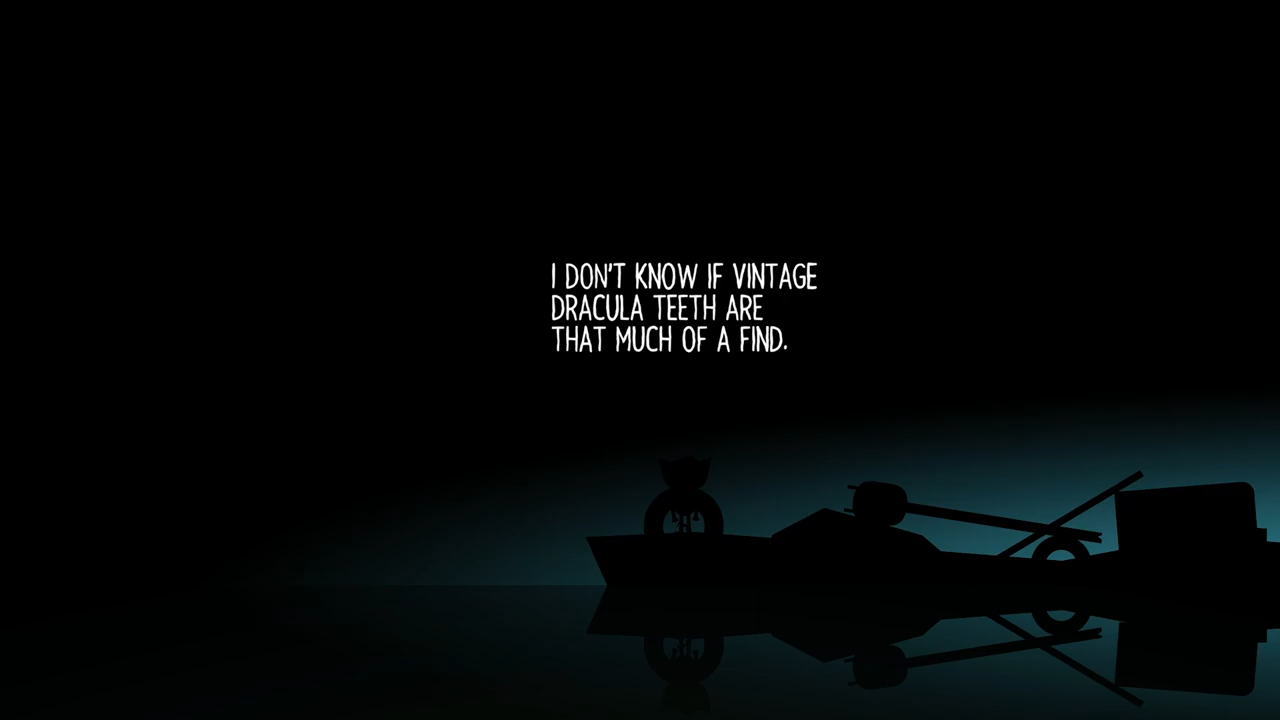 I DON'T KNOW IF VINTAGE
DRACULA TEETH ARE
THAT MUCH OF A FIND.